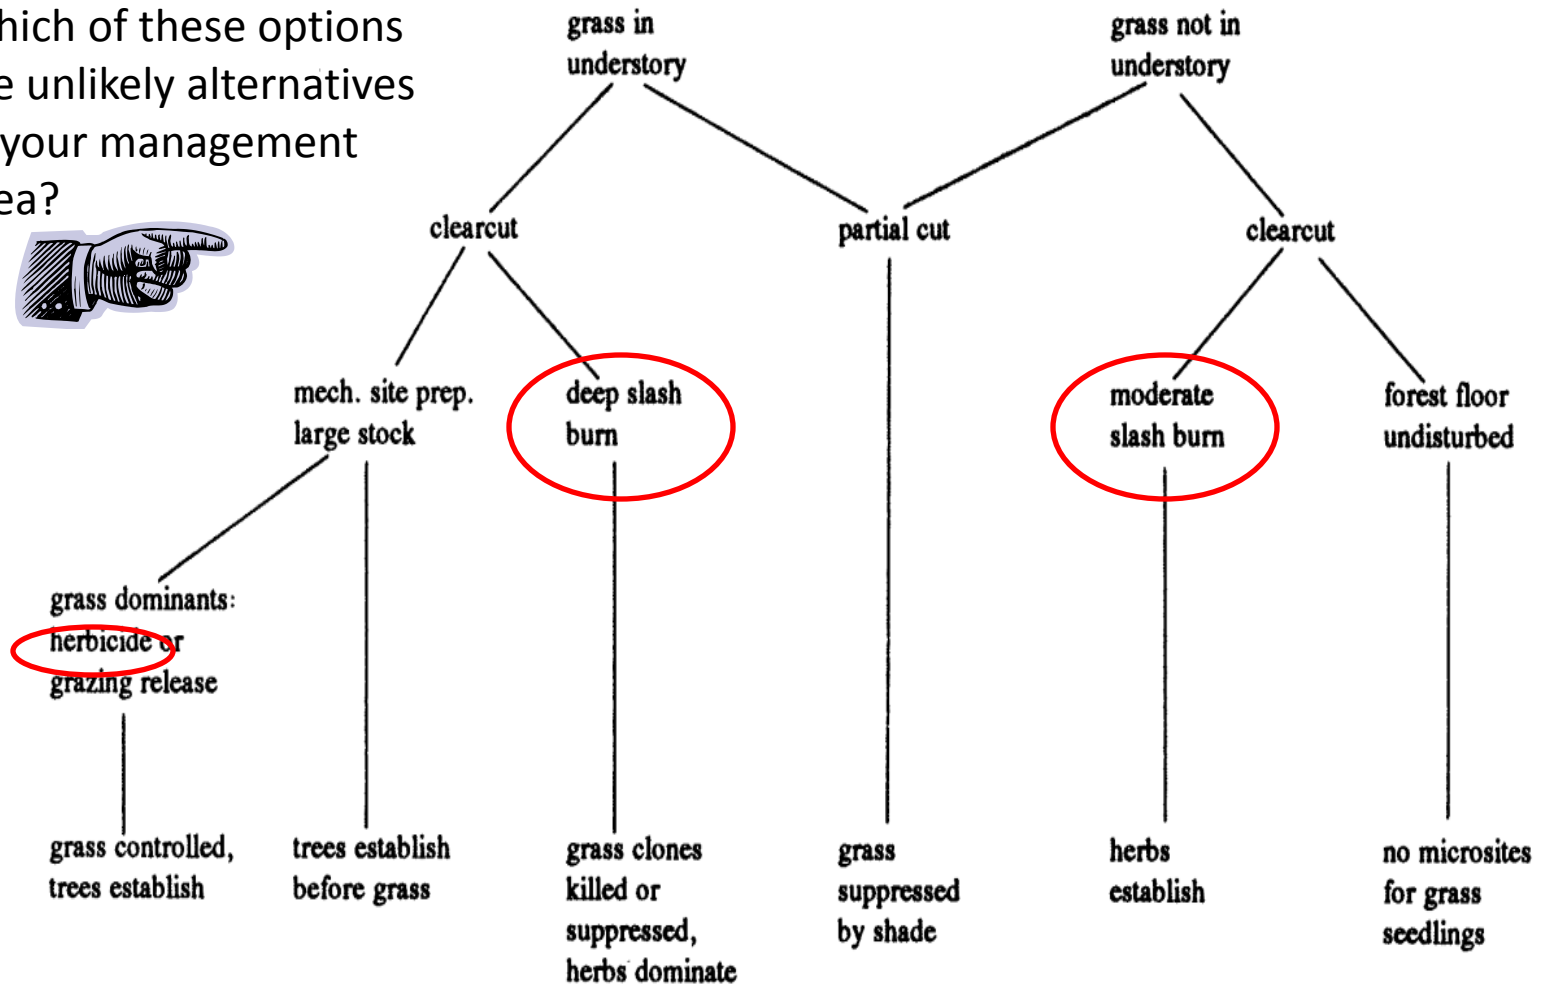 hich of these options
e unlikely alternatives
your management
ea?
grass in
understory
grass not in
understory
clearcut
partial cut
clearcut
mech. site prep.
large stock
deep slash
burn
moderate
slash burn
forest floor
undisturbed
grass dominants:
herbicide or
grazing release
grass controlled,
trees establish
trees establish
before grass
grass clones
killed or
suppressed,
herbs dominate
grass
suppressed
by shade
herbs
establish
no microsites
for grass
seedlings